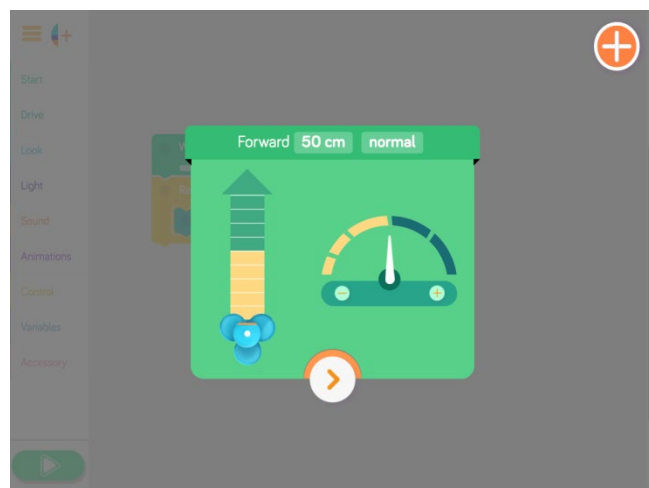 Start
Drive
Look
Light
Sound
Animations
Control
Variables
Accessory
Forward 50 cm normal